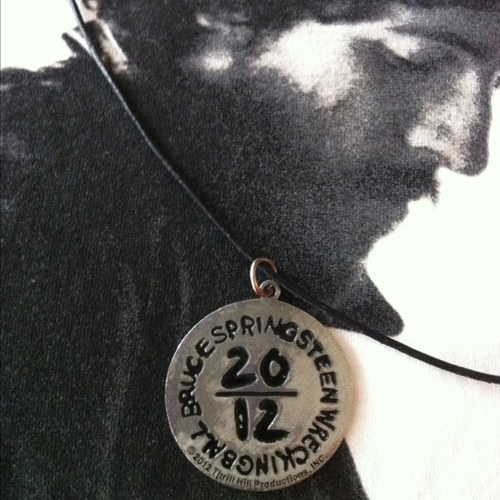 BRUCE SPRINGSTEEN WRECKING BALL
20
12
© 2012 Thrill Hill Productions, INC.